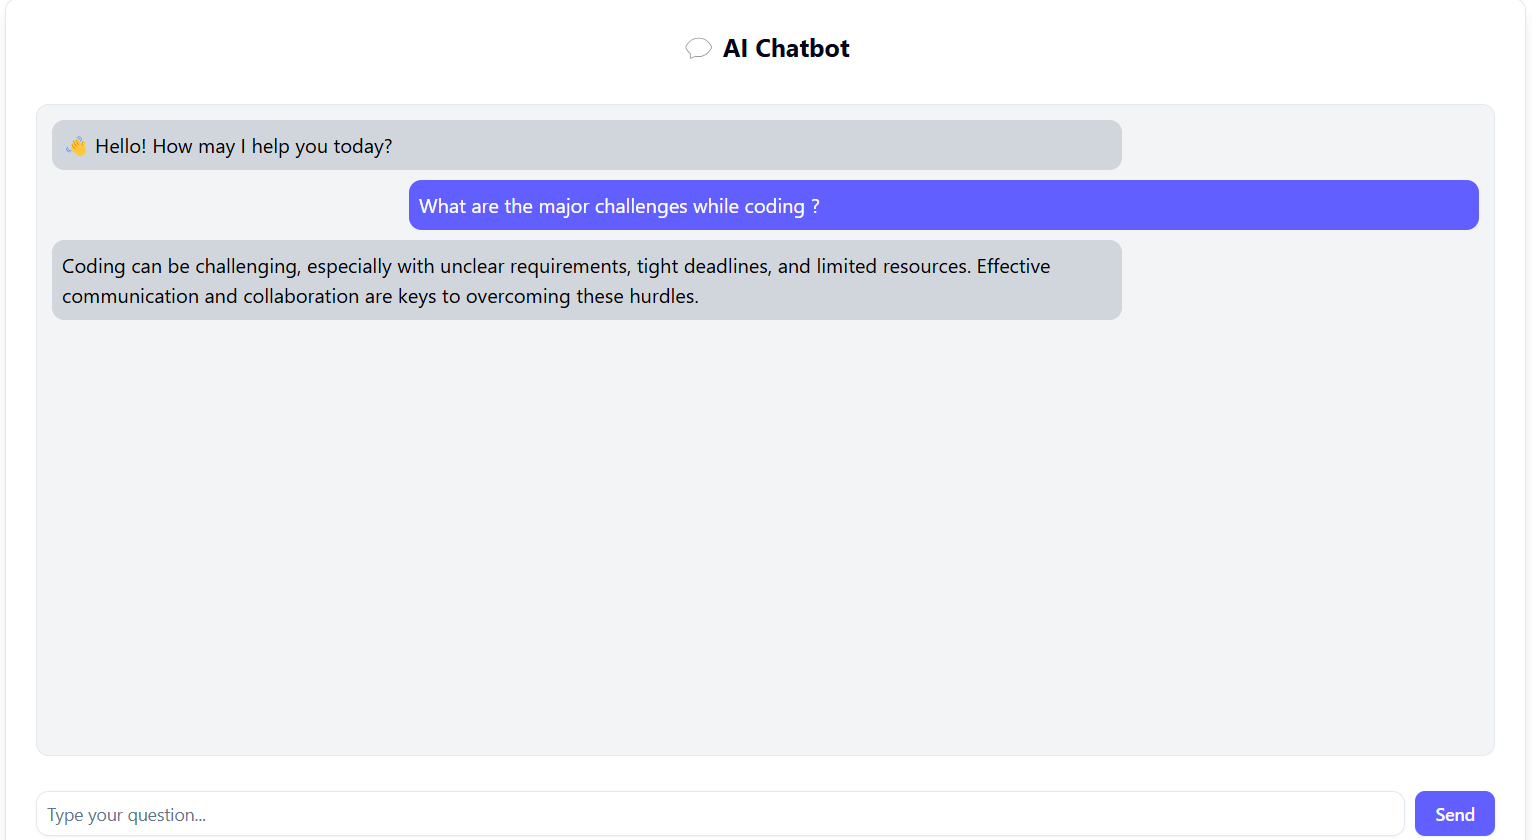 💬 AI Chatbot
👋 Hello! How may I help you today?
What are the major challenges while coding ?
Coding can be challenging, especially with unclear requirements, tight deadlines, and limited resources. Effective
communication and collaboration are keys to overcoming these hurdles.
Type your question...
Send